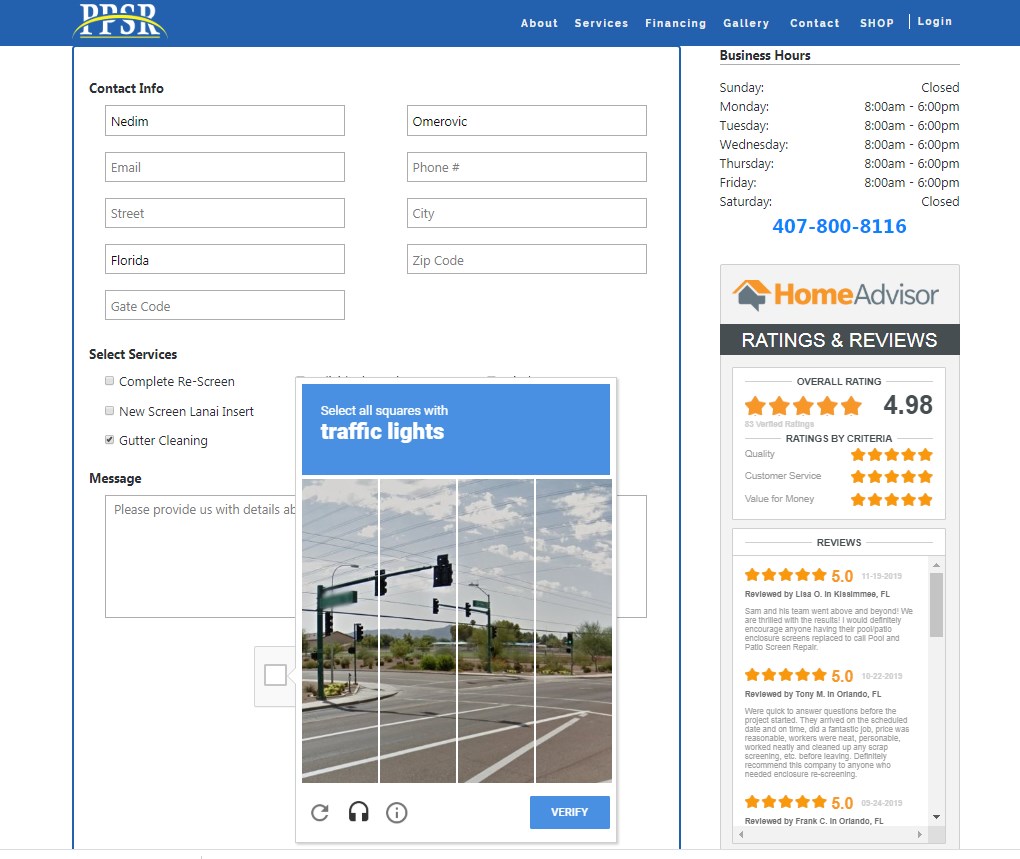 PPSR
About Services Financing Gallery Contact SHOP Login
Contact Info
Nedim
Omerovic
Email
Phone #
Street
City
Florida
Zip Code
Gate Code
Select Services
Complete Re-Screen
New Screen Lanai Insert
Gutter Cleaning
Message
Please provide us with details ab
Select all squares with
traffic lights
VERIFY
Business Hours
Sunday: Closed
Monday: 8:00am - 6:00pm
Tuesday: 8:00am - 6:00pm
Wednesday: 8:00am - 6:00pm
Thursday: 8:00am - 6:00pm
Friday: 8:00am - 6:00pm
Saturday: Closed
407-800-8116
HomeAdvisor
RATINGS & REVIEWS
OVERALL RATING
4.98
83 Verified Ratings
RATINGS BY CRITERIA
Quality
Customer Service
Value for Money
REVIEWS
5.0 11-15-2019
Reviewed by Lisa O. in Kissimmee, FL
Sam and his team went above and beyond! We
are thrilled with the results! I would definitely
encourage anyone having their pool/patio
enclosure screens replaced to call Pool and
Patio Screen Repair.
5.0 10-22-2019
Reviewed by Tony M. in Orlando, FL
Were quick to answer questions before the
project started. They arrived on the scheduled
date and on time, did a fantastic job, price was
reasonable, workers were neat, personable,
worked neatly and cleaned up any scrap
screening, etc. before leaving. Definitely
recommend this company to anyone who
needed enclosure re-screening.
5.0 09-24-2019
Reviewed by Frank C. in Orlando, FL